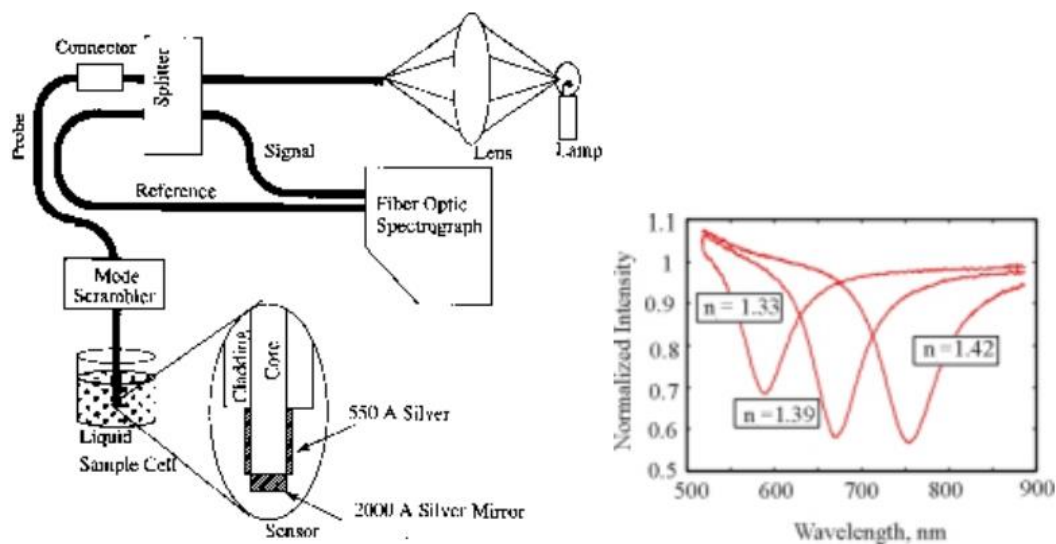 Connector
Splitter
Probe
Signal
Reference
Lens
Lamp
Fiber Optic
Spectrograph
Mode
Scrambler
Liquid
Sample Cell
Cladding
Core
550 A Silver
2000 A Silver Mirror
Sensor
Normalized Intensity
1.1
1
0.9
0.8
0.7
0.6
0.5
n = 1.33
n =1.39
n=1.42
500
600
700
800
900
Wavelength, nm